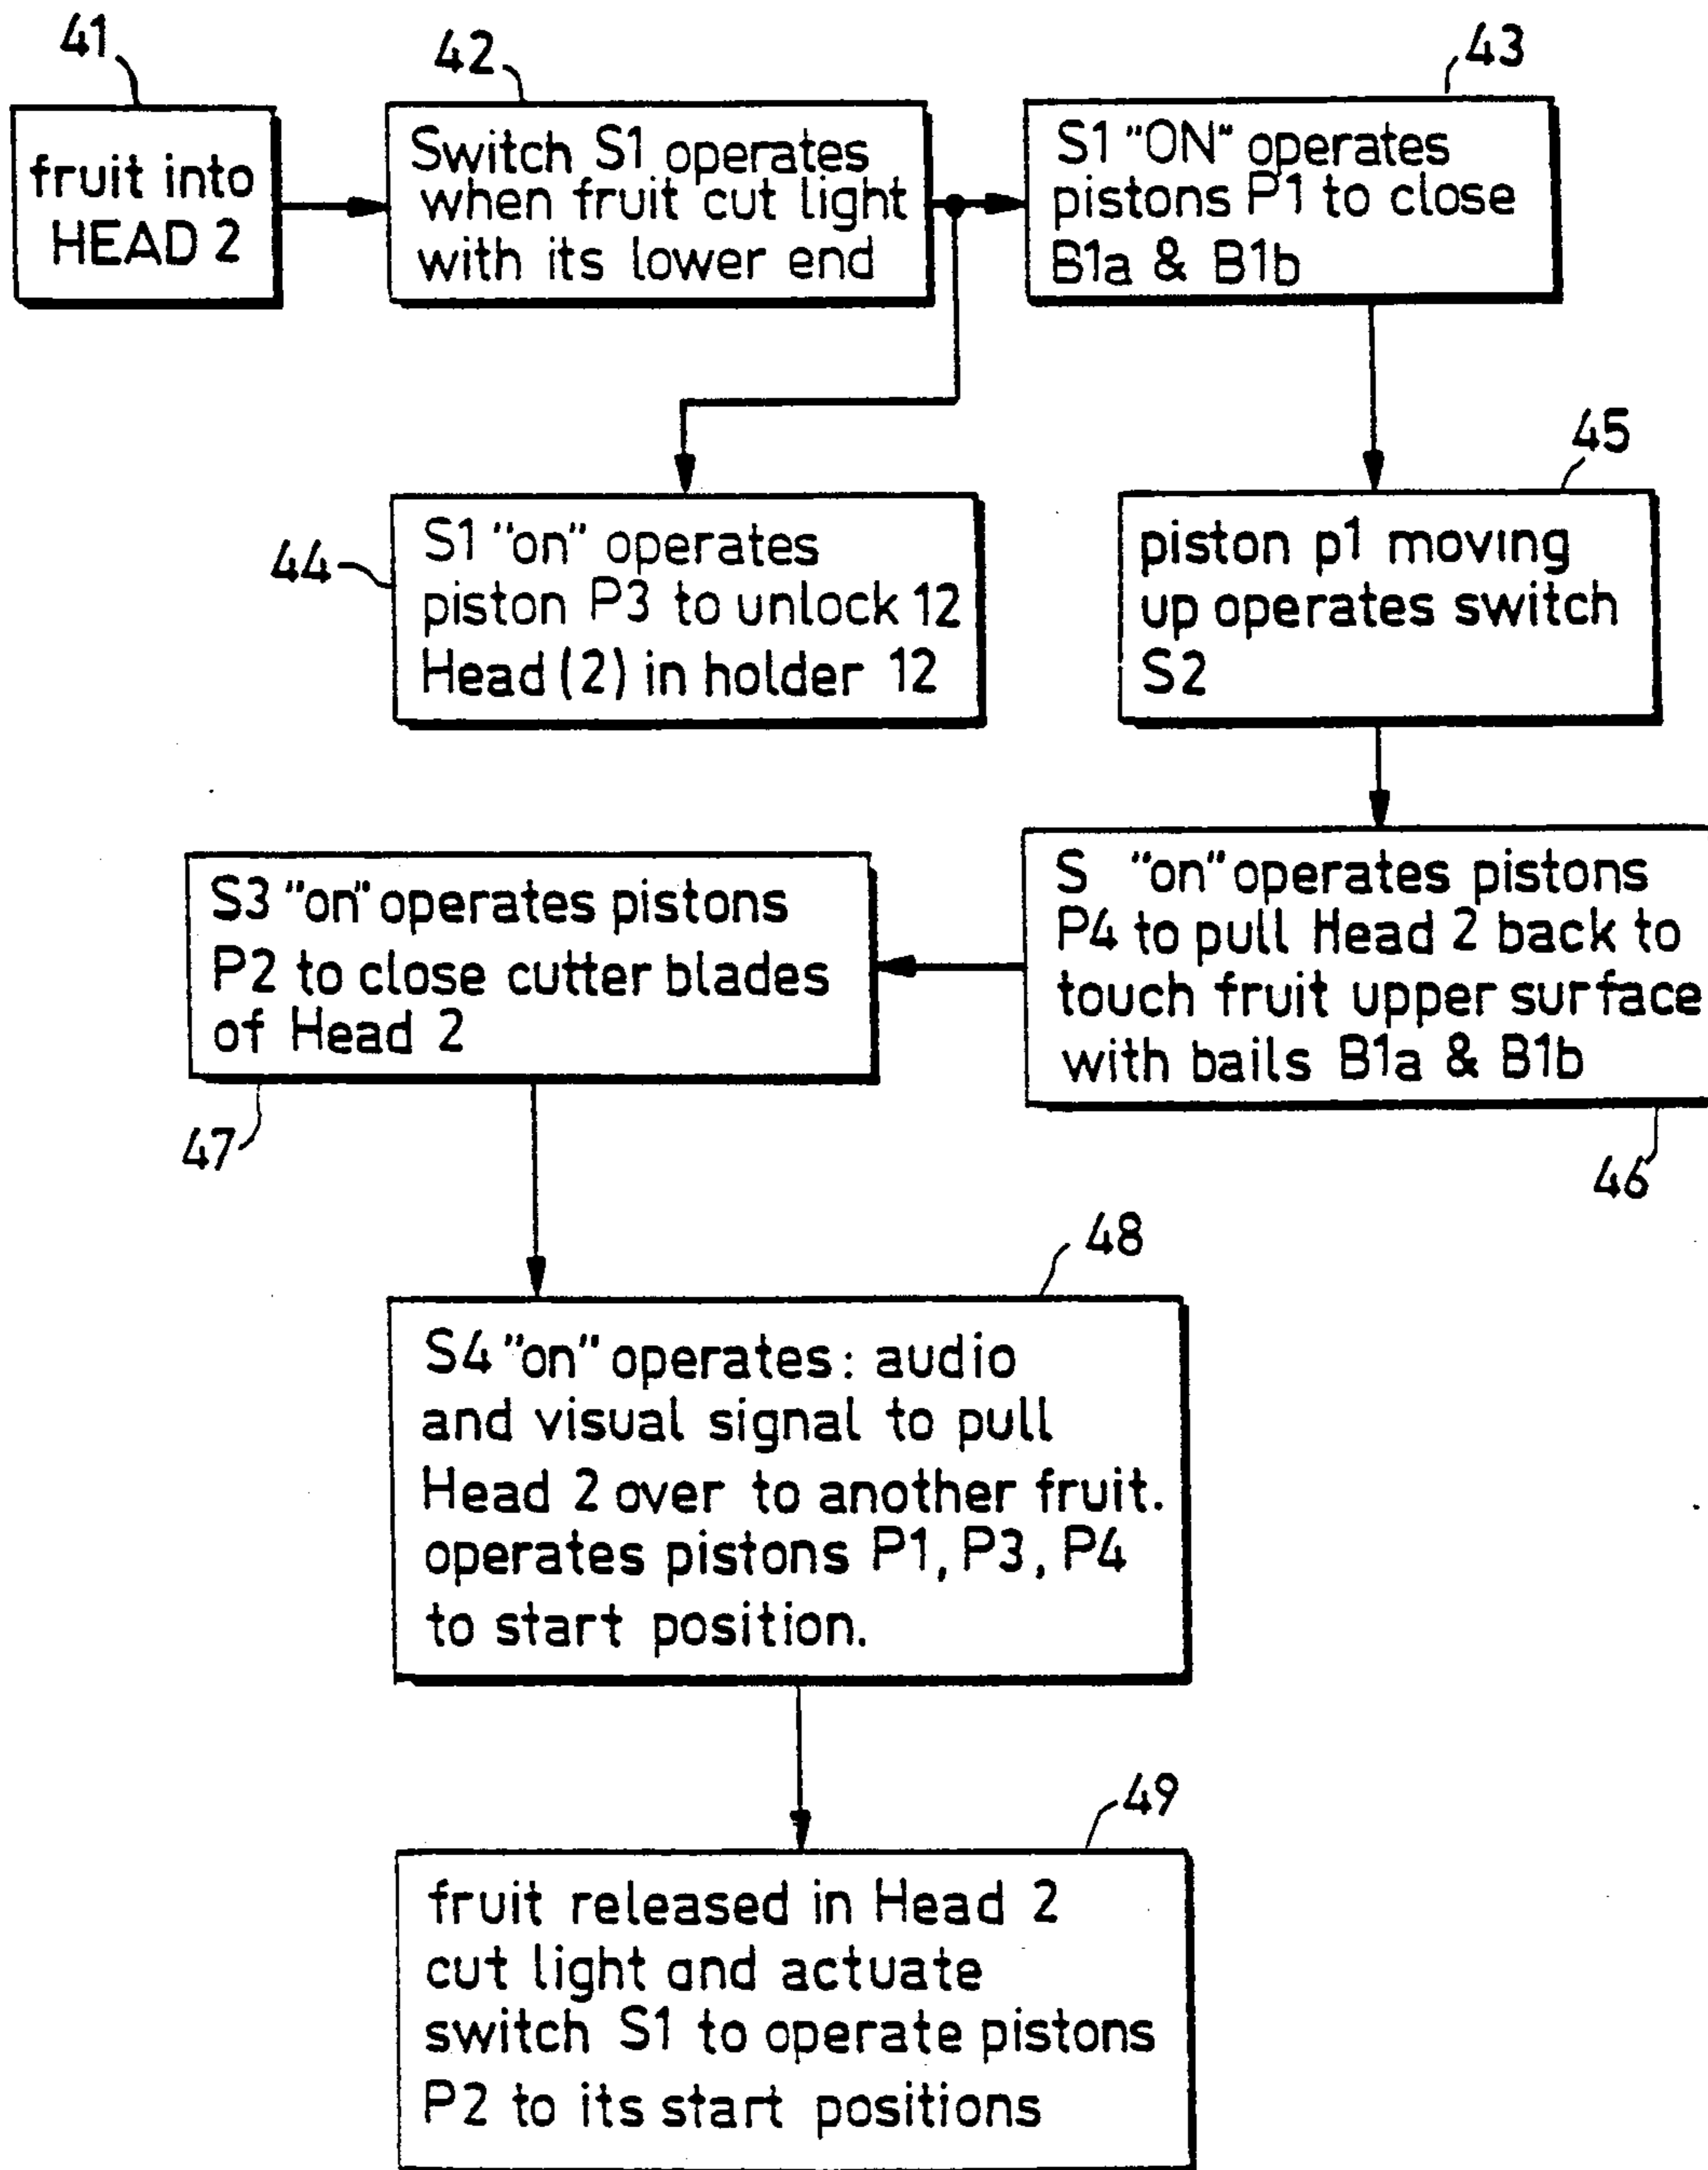 41
fruit into
HEAD 2
42
Switch S1 operates
when fruit cut light
with its lower end
43
S1 "ON" operates
pistons P1 to close
B1a & B1b
44
S1 "on" operates
piston P3 to unlock 12
Head (2) in holder 12
45
piston p1 moving
up operates switch
S2
46
S "on" operates pistons
P4 to pull Head 2 back to
touch fruit upper surface
with bails B1a & B1b
47
S3 "on" operates pistons
P2 to close cutter blades
of Head 2
48
S4 "on" operates: audio
and visual signal to pull
Head 2 over to another fruit.
operates pistons P1, P3, P4
to start position.
49
fruit released in Head 2
cut light and actuate
switch S1 to operate pistons
P2 to its start positions